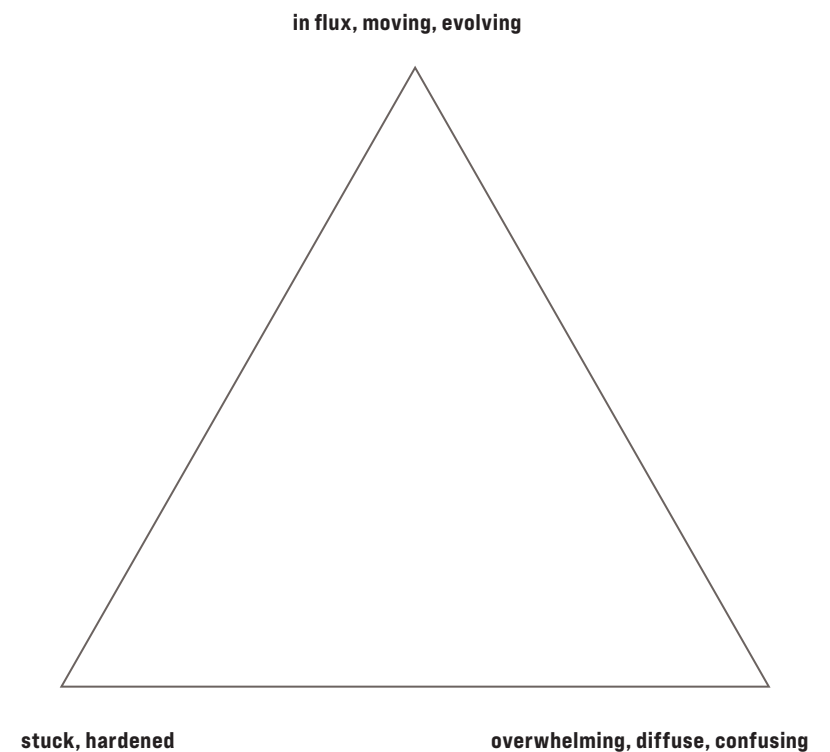 in flux, moving, evolving
stuck, hardened
overwhelming, diffuse, confusing